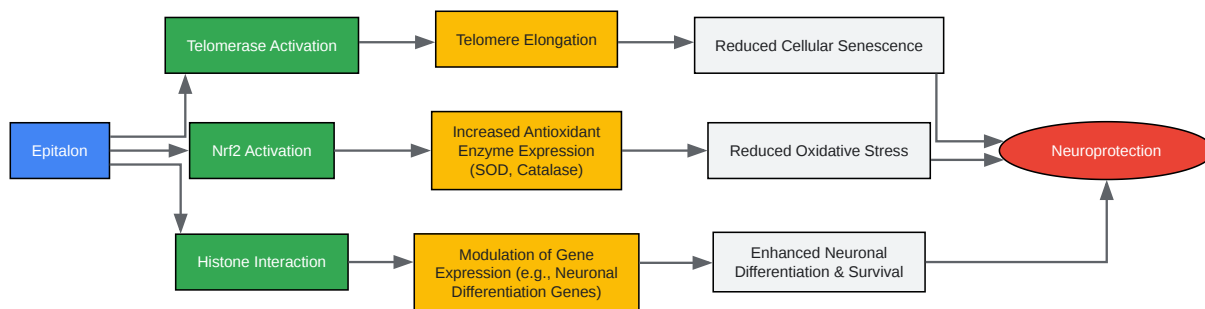 Telomerase Activation
Telomere Elongation
Reduced Cellular Senescence
Epitalon
Nrf2 Activation
Increased Antioxidant
Enzyme Expression
(SOD, Catalase)
Reduced Oxidative Stress
Neuroprotection
Histone Interaction
Modulation of Gene
Expression (e.g., Neuronal
Differentiation Genes)
Enhanced Neuronal
Differentiation & Survival